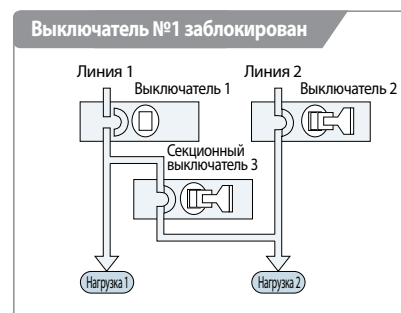 Выключатель №1 заблокирован
Линия 1
Линия 2
Выключатель 1
Выключатель 2
Секционный
выключатель 3
Нагрузка 1
Нагрузка 2